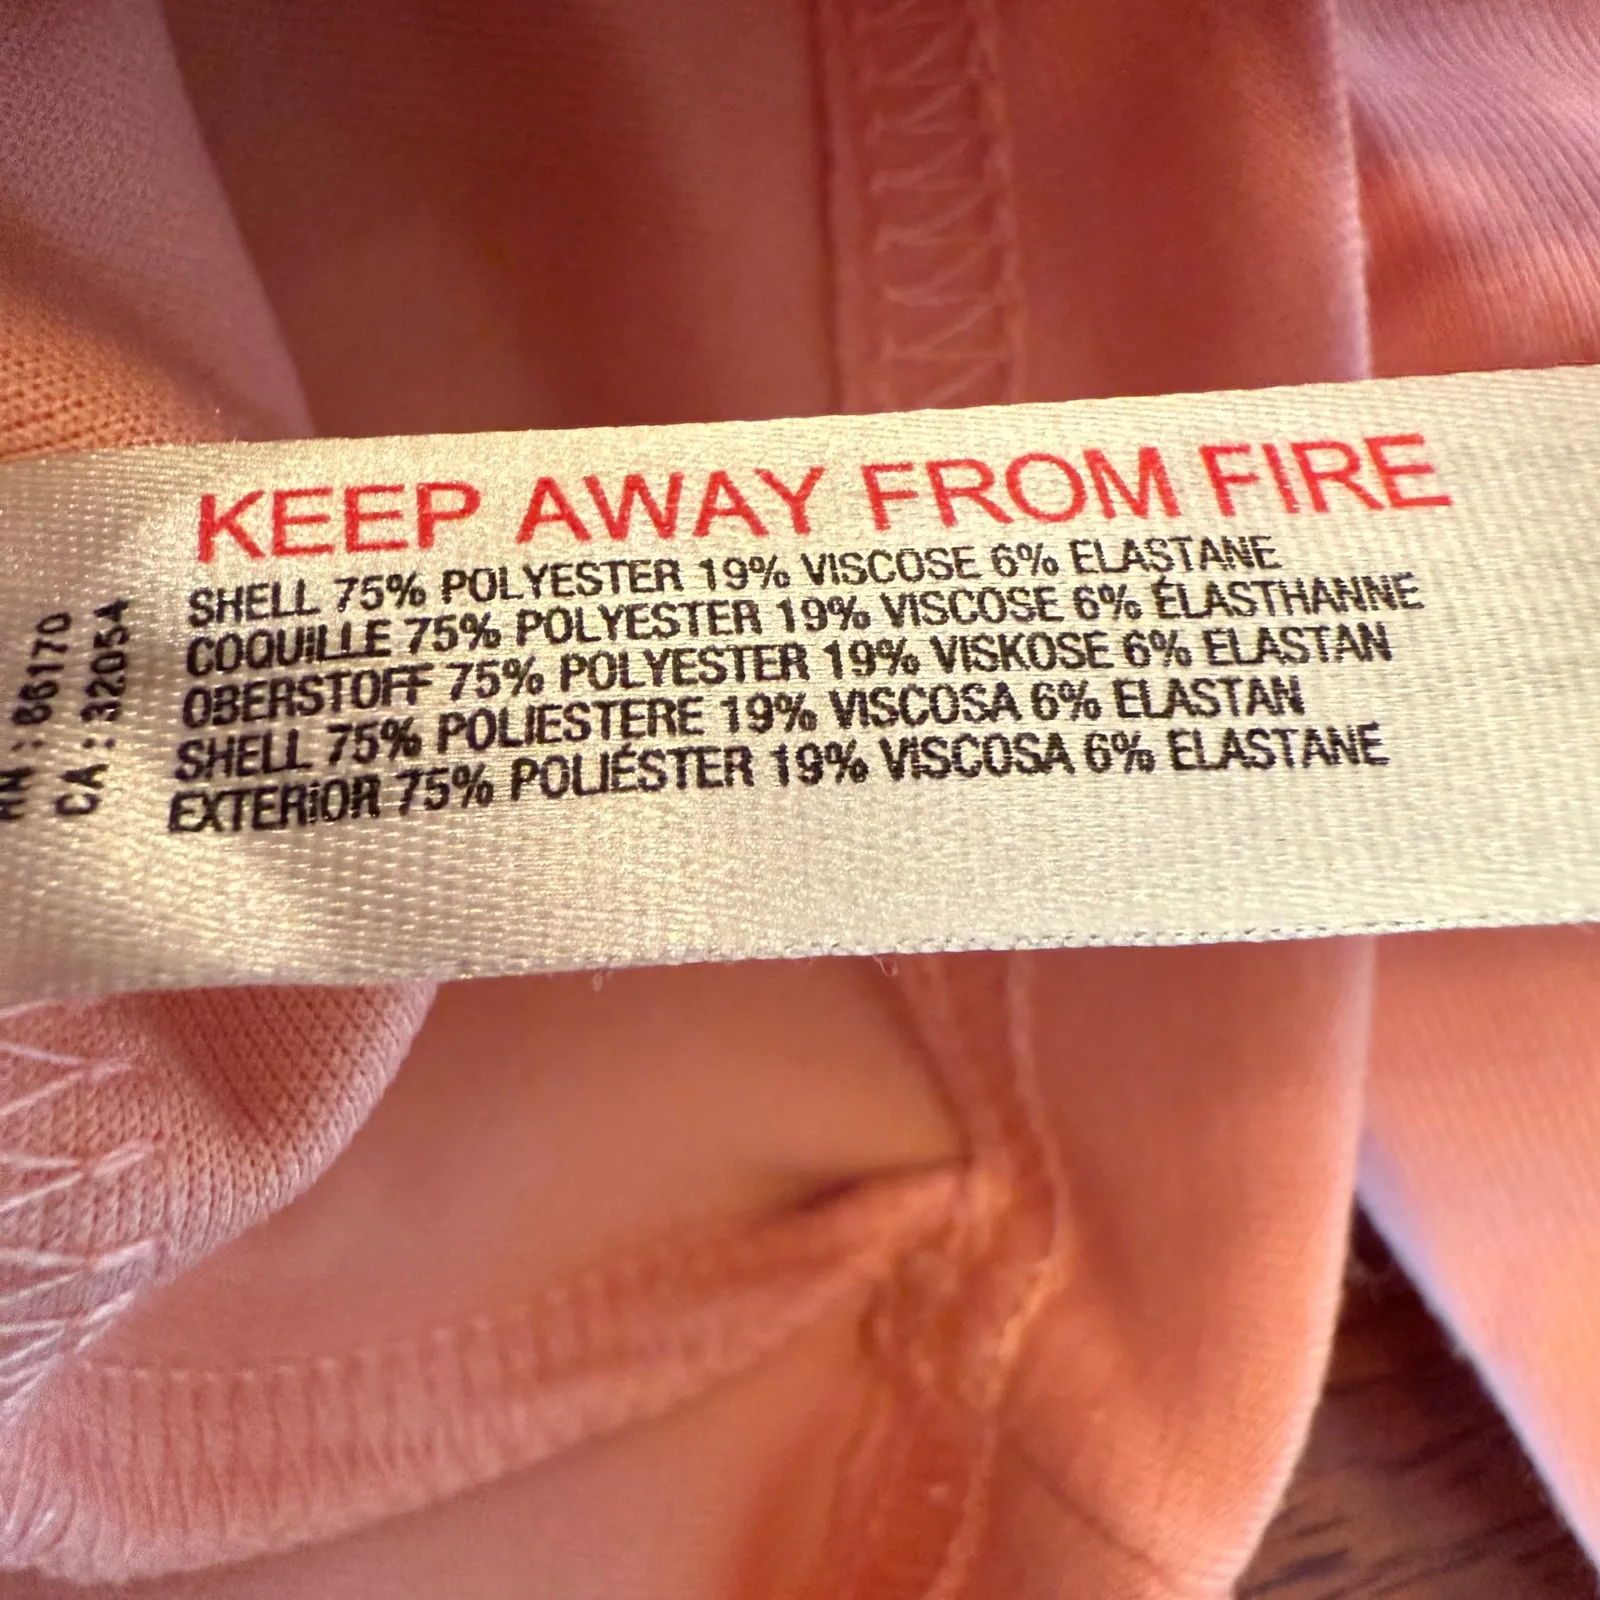 KEEP AWAY FROM FIRE
SHELL 75% POLYESTER 19% VISCOSE 6% ELASTANE
COQUILLE 75% POLYESTER 19% VISCOSE 6% ÉLASTHANNE
OBERSTOFF 75% POLYESTER 19% VISKOSE 6% ELASTAN
SHELL 75% POLIESTERE 19% VISCOSA 6% ELASTAN
EXTERIOR 75% POLIÉSTER 19% VISCOSA 6% ELASTANE
: 66170
CA : 32054